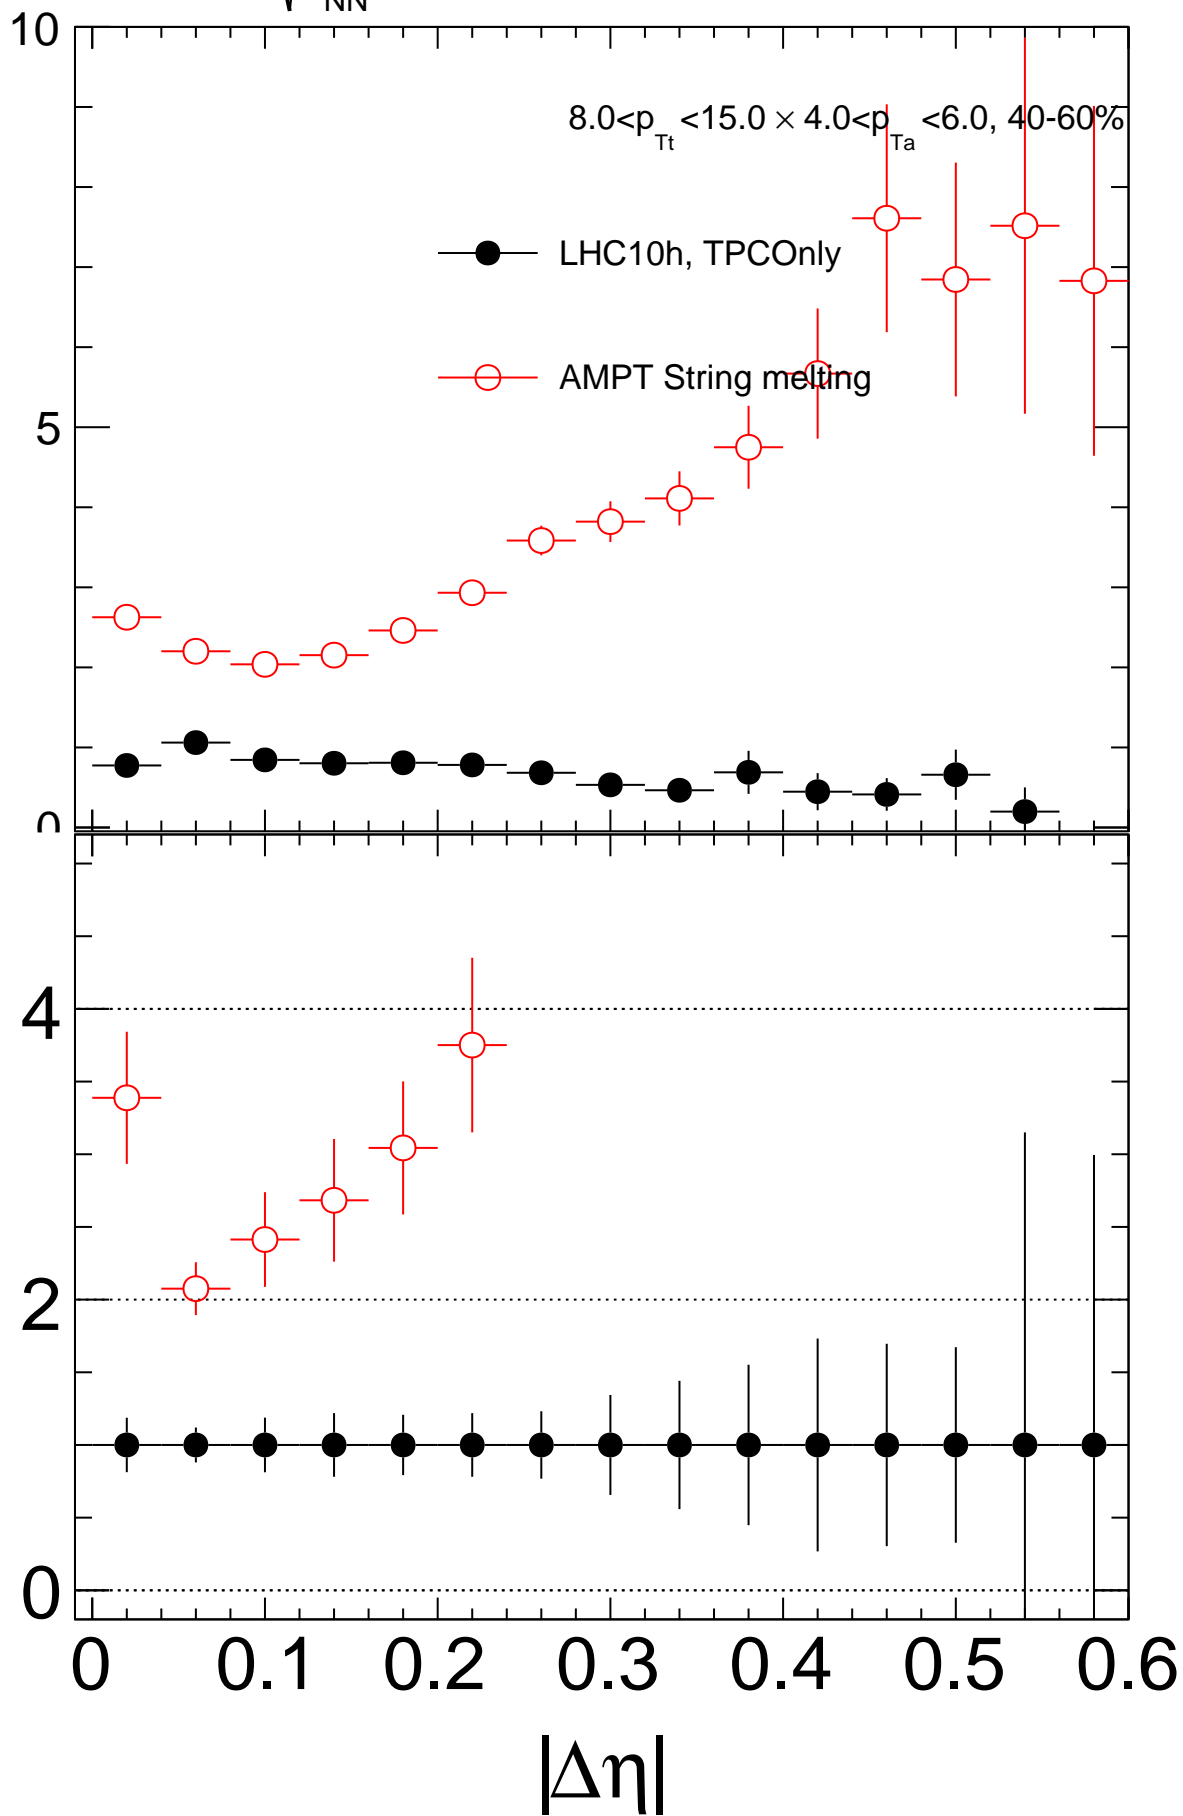 NN
10
8.0<p_Tt <15.0 × 4.0<p_Ta <6.0, 40-60%
LHC10h, TPCOnly
AMPT String melting
5
0
4
2
0
0 0.1 0.2 0.3 0.4 0.5 0.6
|Δη|